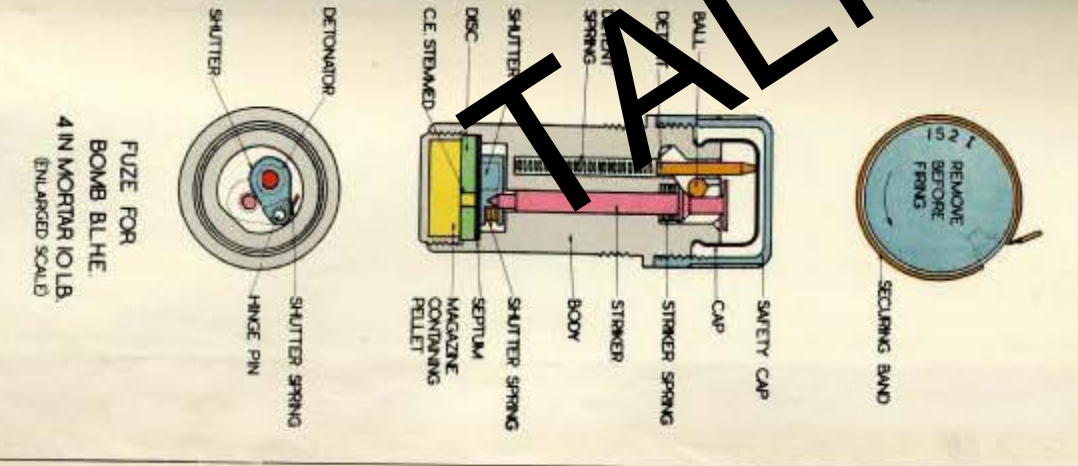 152 I
REMOVE
BEFORE
FIRING
SECURING BAND
SAFETY CAP
CAP
STRIKER SPRING
STRIKER
BODY
SHUTTER SPRING
SEPTUM
MAGAZINE
CONTAINING
PELLET
BALL
SPRING
SHUTTER
DISC
C.E. STEMMED
DETONATOR
SHUTTER
SHUTTER SPRING
HINGE PIN
FUZE FOR
BOMB B.L. H.E.
4 IN MORTAR 10 LB.
(ENLARGED SCALE)